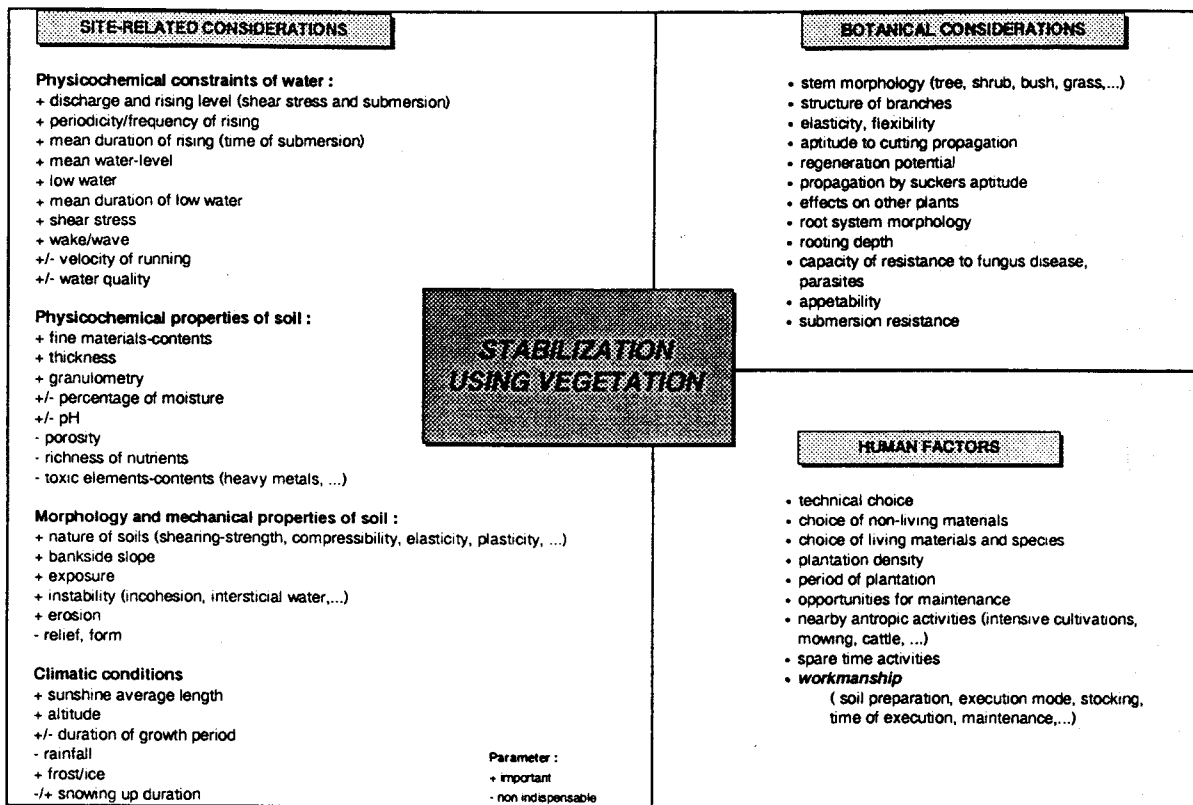 SITE-RELATED CONSIDERATIONS
Physicochemical constraints of water :
+ discharge and rising level (shear stress and submersion)
+ periodicity/frequency of rising
+ mean duration of rising (time of submersion)
+ mean water-level
+ low water
+ mean duration of low water
+ shear stress
+ wake/wave
+/- velocity of running
+/- water quality
Physicochemical properties of soil :
+ fine materials-contents
+ thickness
+ granulometry
+/- percentage of moisture
+/- pH
- porosity
- richness of nutrients
- toxic elements-contents (heavy metals, ...)
Morphology and mechanical properties of soil :
+ nature of soils (shearing-strength, compressibility, elasticity, plasticity, ...)
+ bankside slope
+ exposure
+ instability (incohesion, intersticial water,...)
+ erosion
- relief, form
Climatic conditions
+ sunshine average length
+ altitude
+/- duration of growth period
- rainfall
+ frost/ice
-/+ snowing up duration
Parameter :
+ important
- non indispensable
STABILIZATION
USING VEGETATION
BOTANICAL CONSIDERATIONS
• stem morphology (tree, shrub, bush, grass,...)
• structure of branches
• elasticity, flexibility
• aptitude to cutting propagation
• regeneration potential
• propagation by suckers aptitude
• effects on other plants
• root system morphology
• rooting depth
• capacity of resistance to fungus disease,
parasites
• appetability
• submersion resistance
HUMAN FACTORS
• technical choice
• choice of non-living materials
• choice of living materials and species
• plantation density
• period of plantation
• opportunities for maintenance
• nearby antropic activities (intensive cultivations,
mowing, cattle, ...)
• spare time activities
• workmanship
( soil preparation, execution mode, stocking,
time of execution, maintenance,...)